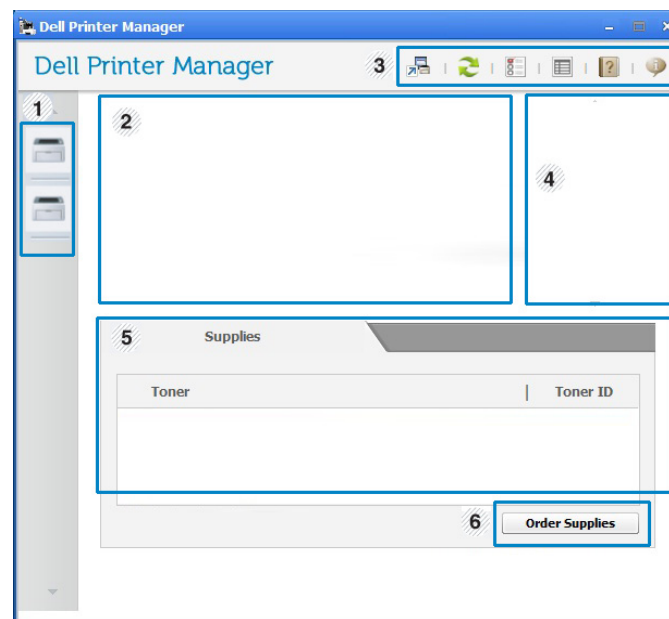 Dell Printer Manager
Dell Printer Manager
3
1
2
4
5
Supplies
Toner | Toner ID
6
Order Supplies